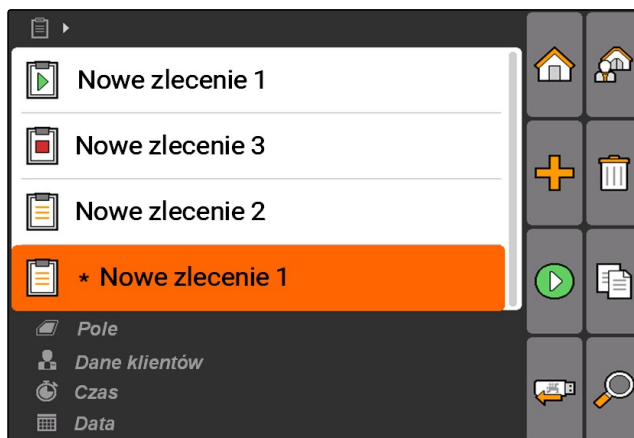 Nowe zlecenie 1
Nowe zlecenie 3
Nowe zlecenie 2
* Nowe zlecenie 1
Pole
Dane klientów
Czas
Data